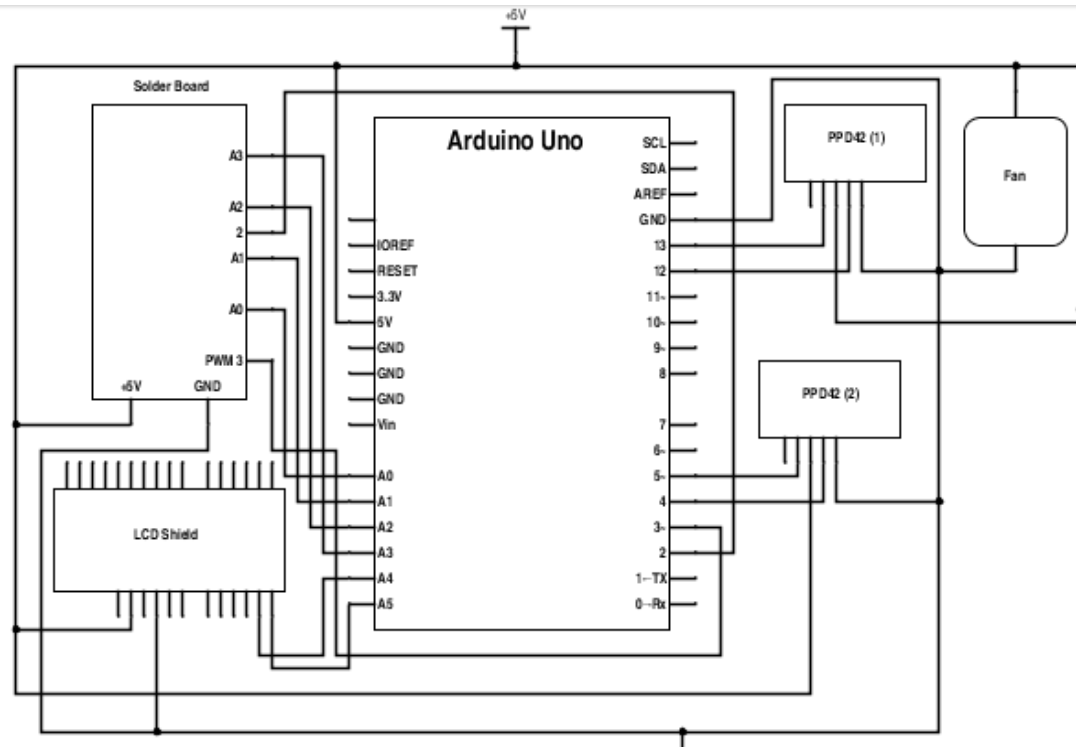 +5V
Solder Board
A3
A2
2
A1
A0
PWM 3
+5V
GND
Arduino Uno
IOREF
RESET
3.3V
5V
GND
GND
GND
Vin
A0
A1
A2
A3
A4
A5
SCL
SDA
AREF
GND
13
12
11~
10~
9~
8
7
6~
5~
4
3~
2
1→TX
0→Rx
PPD42 (1)
Fan
PPD42 (2)
LCD Shield